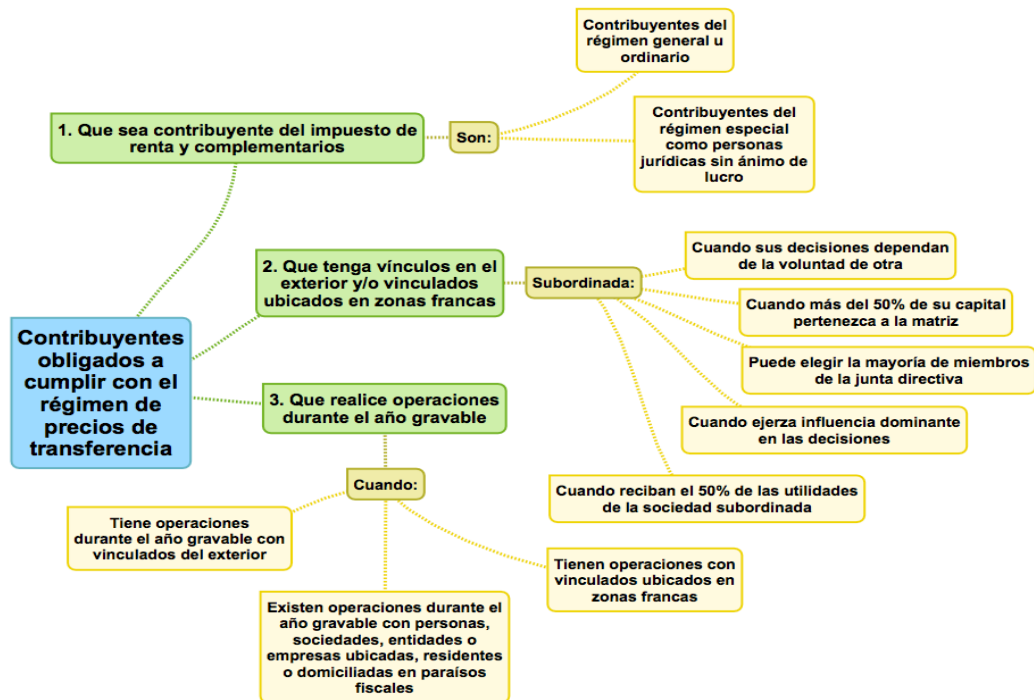 Contribuyentes
obligados a
cumplir con el
régimen de
precios de
transferencia
1. Que sea contribuyente del impuesto de
renta y complementarios
Son:
Contribuyentes del
régimen general u
ordinario
Contribuyentes del
régimen especial
como personas
jurídicas sin ánimo de
lucro
2. Que tenga vínculos en el
exterior y/o vinculados
ubicados en zonas francas
Subordinada:
Cuando sus decisiones dependan
de la voluntad de otra
Cuando más del 50% de su capital
pertenezca a la matriz
Puede elegir la mayoría de miembros
de la junta directiva
Cuando ejerza influencia dominante
en las decisiones
Cuando reciban el 50% de las utilidades
de la sociedad subordinada
3. Que realice operaciones
durante el año gravable
Cuando:
Tiene operaciones
durante el año gravable con
vinculados del exterior
Existen operaciones durante el
año gravable con personas,
sociedades, entidades o
empresas ubicadas, residentes
o domiciliadas en paraísos
fiscales
Tienen operaciones con
vinculados ubicados en
zonas francas